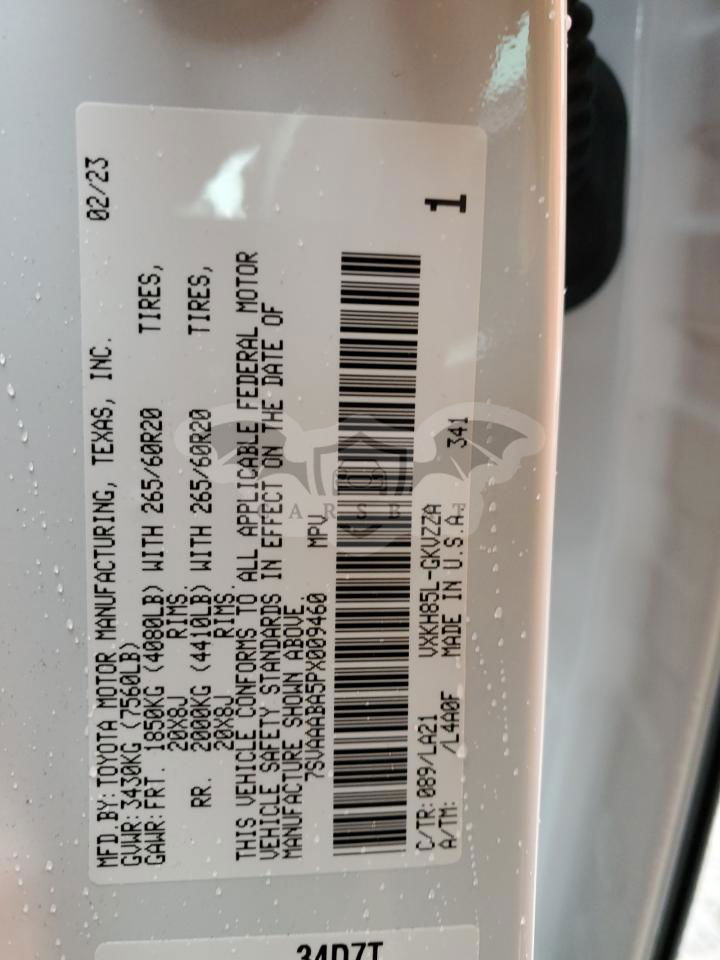 MFD BY: TOYOTA MOTOR MANUFACTURING, TEXAS, INC. 02/23
GVWR: 3430KG (7560LB)
GAWR: FRT. 1850KG (4080LB) WITH 265/60R20 TIRES,
20X8J RIMS.
RR. 2000KG (4410LB) WITH 265/60R20 TIRES,
20X8J RIMS.
THIS VEHICLE CONFORMS TO ALL APPLICABLE FEDERAL MOTOR
VEHICLE SAFETY STANDARDS IN EFFECT ON THE DATE OF
MANUFACTURE SHOWN ABOVE.
7SVAAABA5PX009460 MPV
C/TR: 089/LA21 VXKH85L-GKVZZA 1
A/TM: /L4A0F MADE IN U.S.A. 341
34D7T